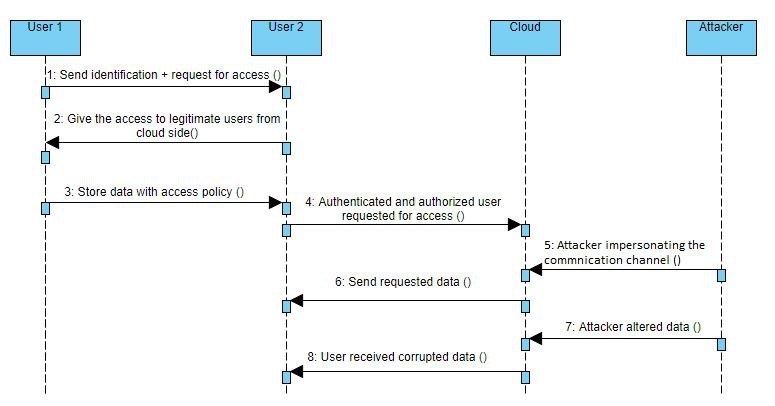 User 1
User 2
Cloud
Attacker
1: Send identification + request for access ()
2: Give the access to legitimate users from
cloud side()
3: Store data with access policy ()
4: Authenticated and authorized user
requested for access ()
5: Attacker impersonating the
commnication channel ()
6: Send requested data ()
7: Attacker altered data ()
8: User received corrupted data ()